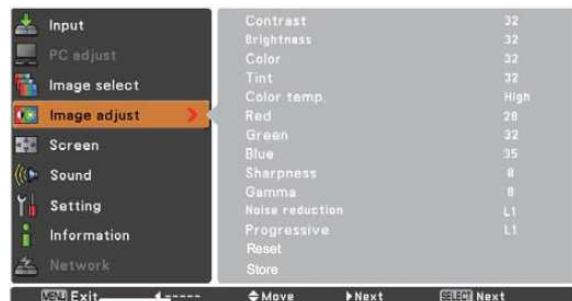 Input
PC adjust
Image select
Image adjust
Screen
Sound
Setting
Information
Network
Contrast 32
Brightness 32
Color 32
Tint 32
Color temp. High
Red 28
Green 32
Blue 35
Sharpness 8
Gamma 8
Noise reduction L1
Progressive L1
Reset
Store
MENU Exit ◀----- ◆Move ▶Next SELECT Next